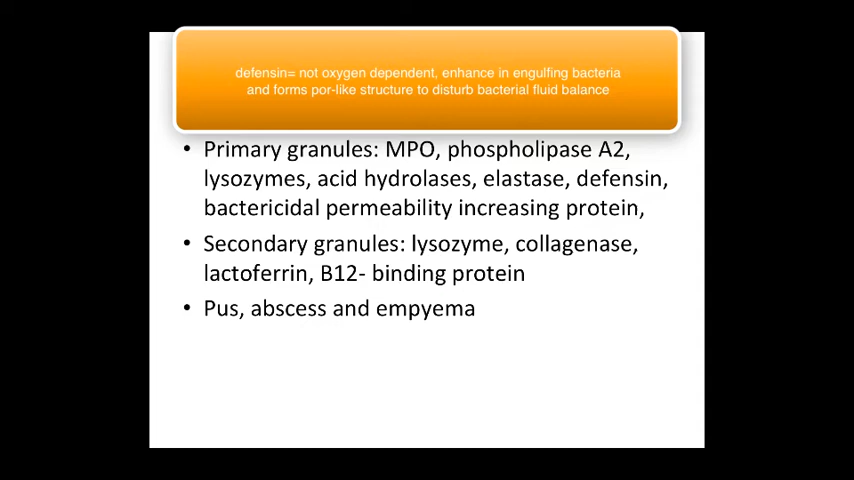 defensin= not oxygen dependent, enhance in engulfing bacteria
and forms por-like structure to disturb bacterial fluid balance
• Primary granules: MPO, phospholipase A2,
lysozymes, acid hydrolases, elastase, defensin,
bactericidal permeability increasing protein,
• Secondary granules: lysozyme, collagenase,
lactoferrin, B12- binding protein
• Pus, abscess and empyema